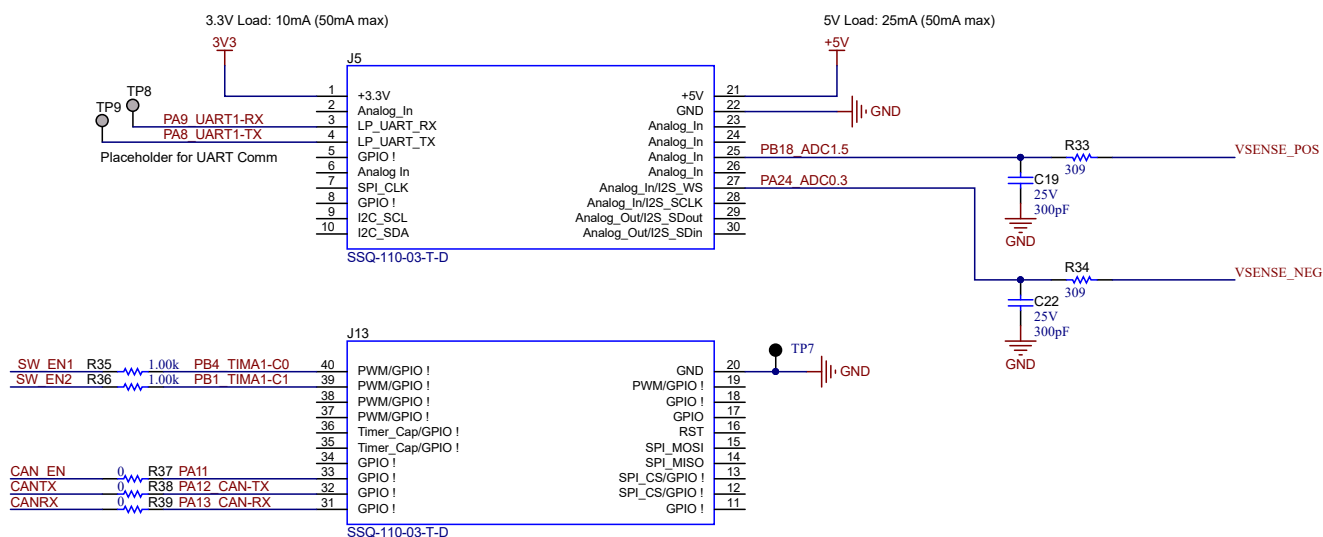 3.3V Load: 10mA (50mA max)
5V Load: 25mA (50mA max)
3V3
+5V
J5
TP8
TP9
PA9_UART1-RX
PA8_UART1-TX
Placeholder for UART Comm
1 +3.3V
2 Analog_In
3 LP_UART_RX
4 LP_UART_TX
5 GPIO !
6 Analog In
7 SPI_CLK
8 GPIO !
9 I2C_SCL
10 I2C_SDA
+5V 21
GND 22
Analog_In 23
Analog_In 24
Analog_In 25
Analog_In 26
Analog_In/I2S_WS 27
Analog_In/I2S_SCLK 28
Analog_Out/I2S_SDout 29
Analog_Out/I2S_SDin 30
SSQ-110-03-T-D
GND
PB18_ADC1.5
PA24_ADC0.3
R33
309
VSENSE_POS
C19
25V
300pF
GND
R34
309
VSENSE_NEG
C22
25V
300pF
GND
J13
SW_EN1 R35 1.00k PB4_TIMA1-C0
SW_EN2 R36 1.00k PB1_TIMA1-C1
CAN_EN 0 R37 PA11
CANTX 0 R38 PA12_CAN-TX
CANRX 0 R39 PA13_CAN-RX
40 PWM/GPIO !
39 PWM/GPIO !
38 PWM/GPIO !
37 PWM/GPIO !
36 Timer_Cap/GPIO !
35 Timer_Cap/GPIO !
34 GPIO !
33 GPIO !
32 GPIO !
31 GPIO !
GND 20
PWM/GPIO ! 19
GPIO ! 18
GPIO 17
RST 16
SPI_MOSI 15
SPI_MISO 14
SPI_CS/GPIO ! 13
SPI_CS/GPIO ! 12
GPIO ! 11
SSQ-110-03-T-D
TP7
GND